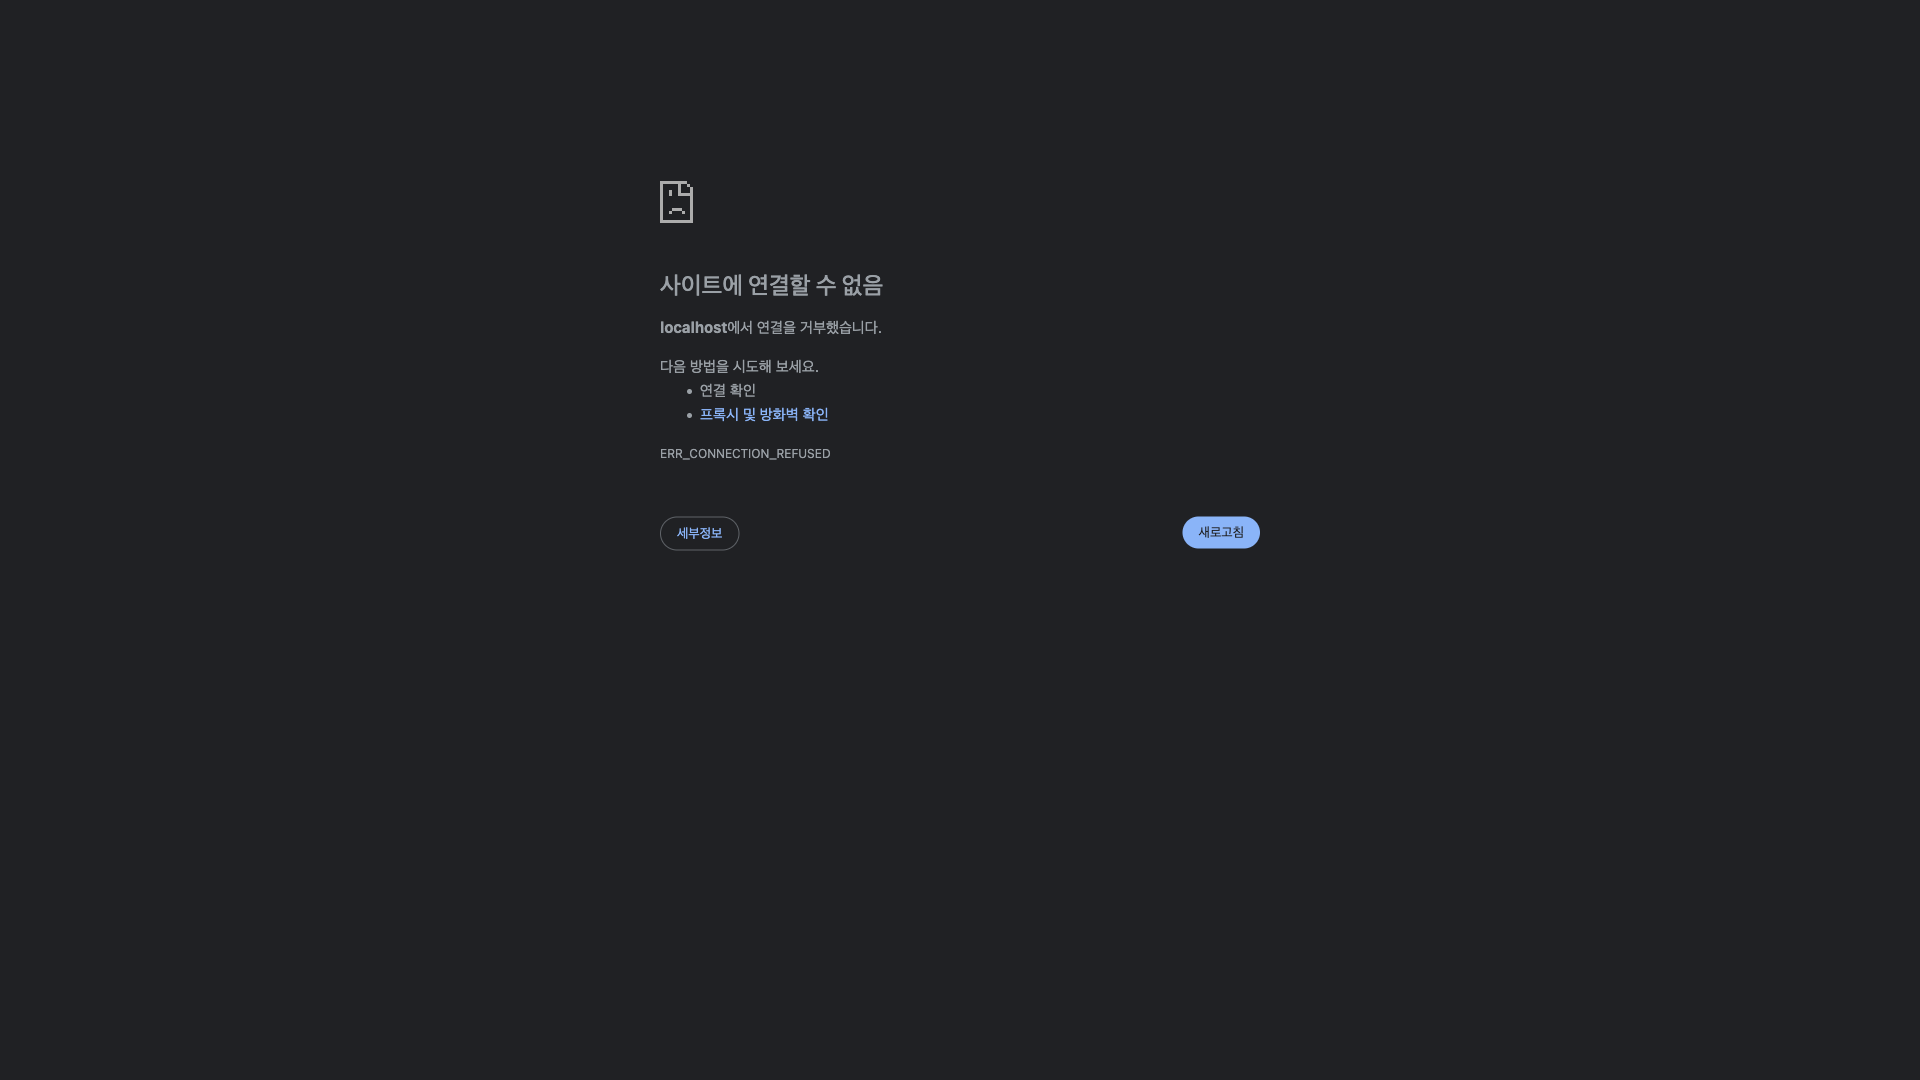 사이트에 연결할 수 없음
localhost에서 연결을 거부했습니다.
다음 방법을 시도해 보세요.
연결 확인
프록시 및 방화벽 확인
ERR_CONNECTION_REFUSED
세부정보
새로고침